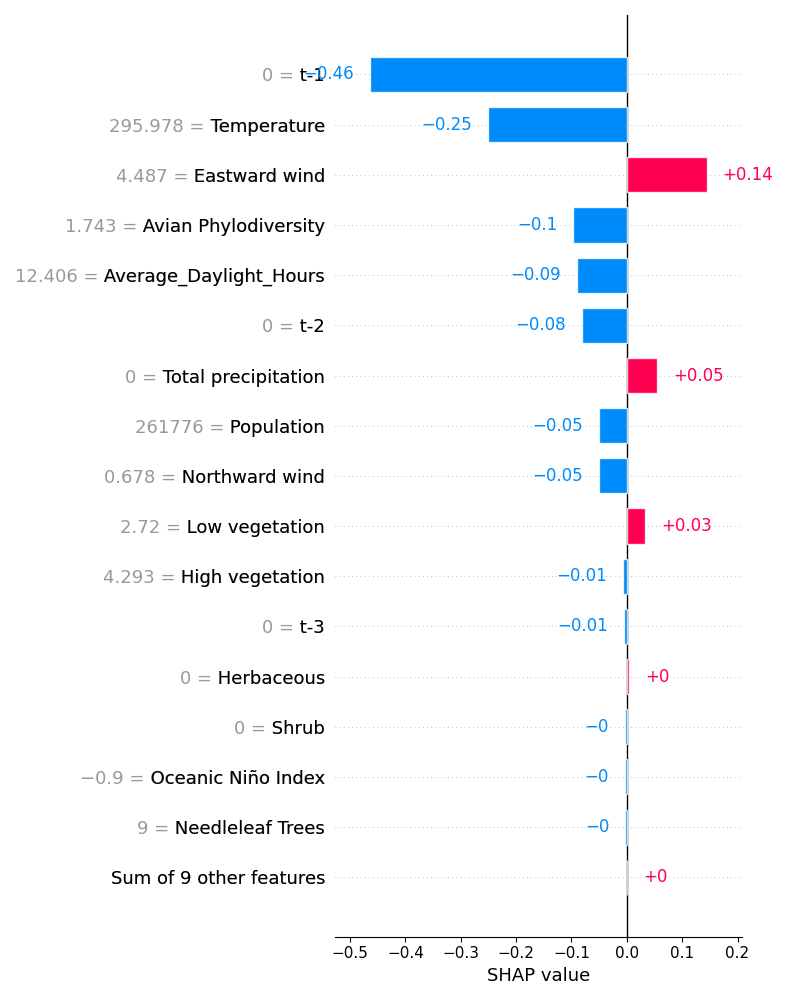 0 = t-1 −0.46
295.978 = Temperature −0.25
4.487 = Eastward wind +0.14
1.743 = Avian Phylodiversity −0.1
12.406 = Average_Daylight_Hours −0.09
0 = t-2 −0.08
0 = Total precipitation +0.05
261776 = Population −0.05
0.678 = Northward wind −0.05
2.72 = Low vegetation +0.03
4.293 = High vegetation −0.01
0 = t-3 −0.01
0 = Herbaceous +0
0 = Shrub −0
−0.9 = Oceanic Niño Index −0
9 = Needleleaf Trees −0
Sum of 9 other features +0
−0.5 −0.4 −0.3 −0.2 −0.1 0.0 0.1 0.2
SHAP value